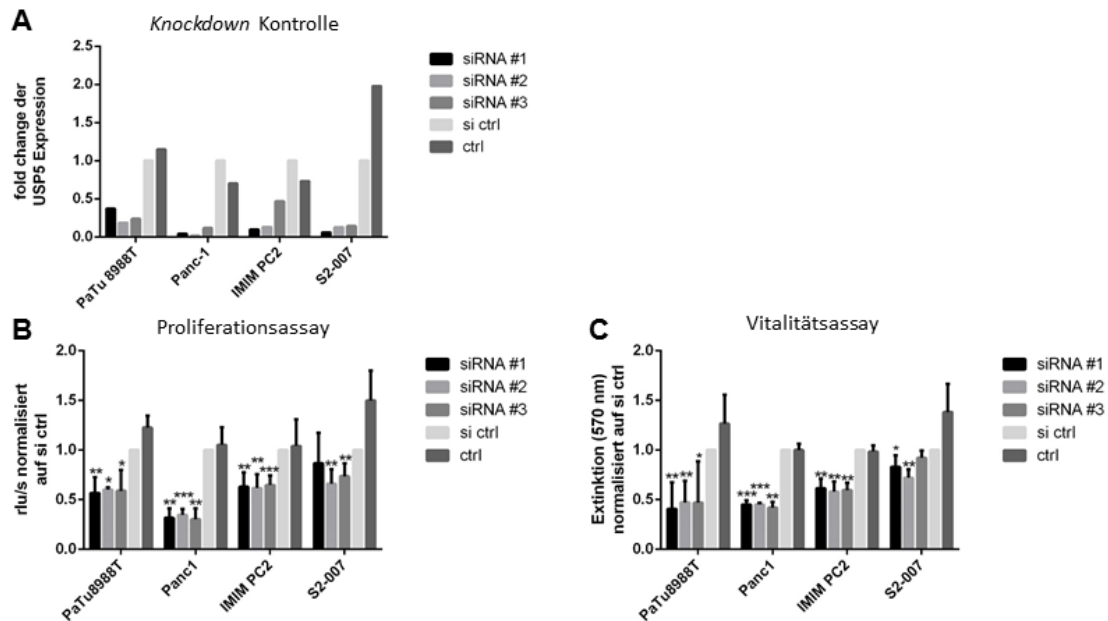 A
Knockdown Kontrolle
fold change der
USP5 Expression
2.5
2.0
1.5
1.0
0.5
0.0
PaTu 8988T
Panc-1
IMIM PC2
S2-007
siRNA #1
siRNA #2
siRNA #3
si ctrl
ctrl
B
Proliferationsassay
rlu/s normalisiert
auf si ctrl
2.0
1.5
1.0
0.5
0.0
** * *
** *** **
** ** ***
** **
PaTu8988T
Panc1
IMIM PC2
S2-007
siRNA #1
siRNA #2
siRNA #3
si ctrl
ctrl
C
Vitalitätsassay
Extinktion (570 nm)
normalisiert auf si ctrl
2.0
1.5
1.0
0.5
0.0
** ** *
*** *** **
** ** **
* **
PaTu8988T
Panc1
IMIM PC2
S2-007
siRNA #1
siRNA #2
siRNA #3
si ctrl
ctrl